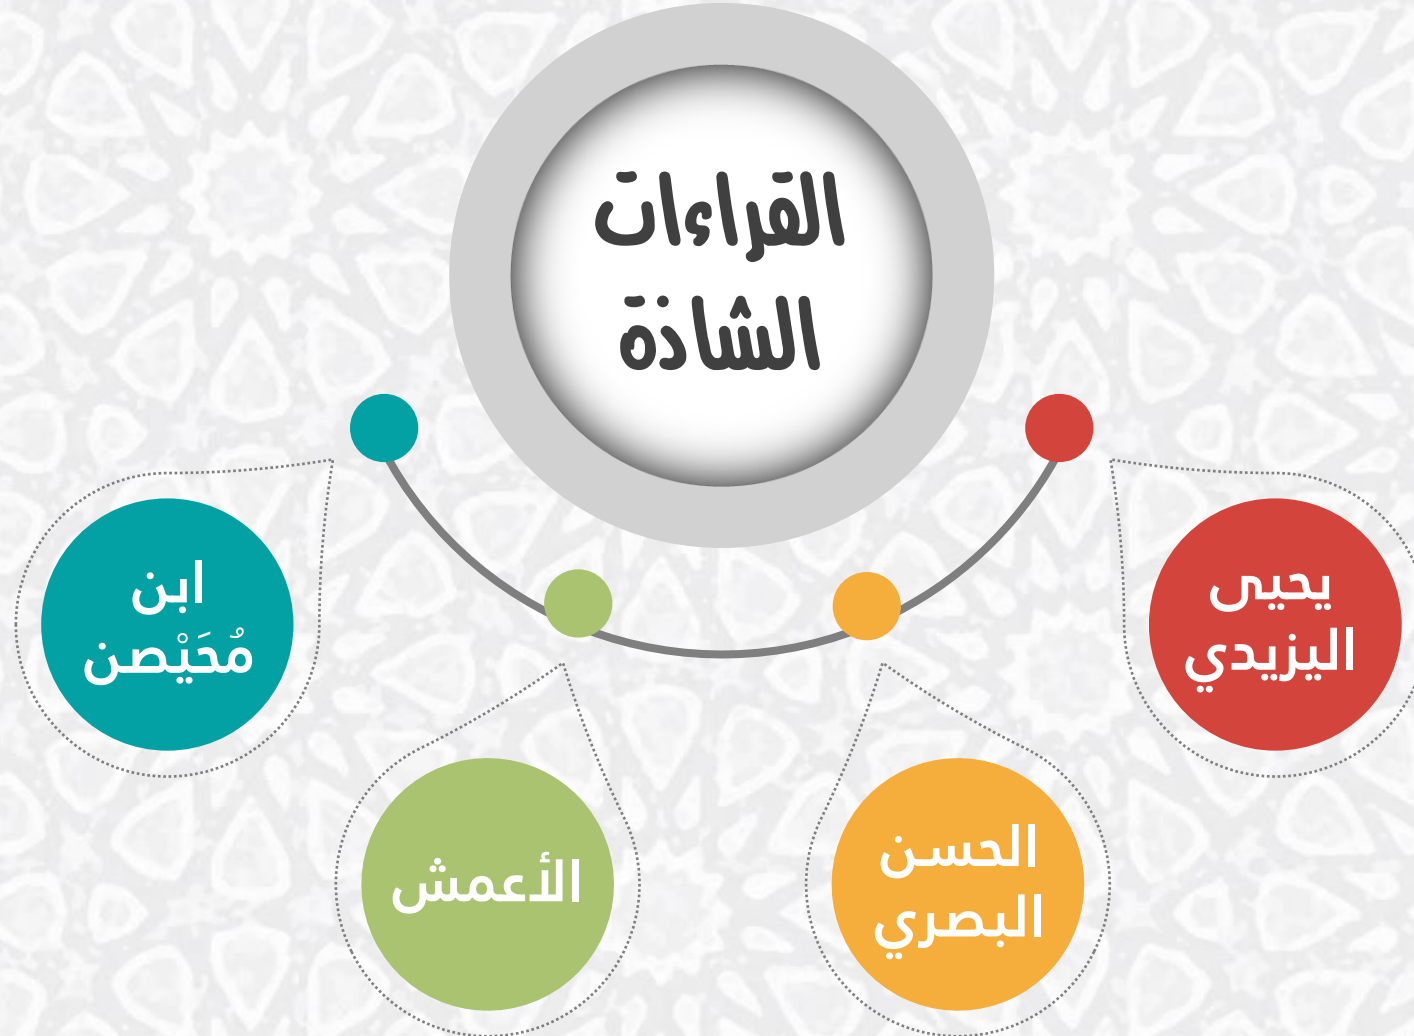 القراءات
الشاذة
يحيى
اليزيدي
الحسن
البصري
الأعمش
ابن
مُحَيْصن